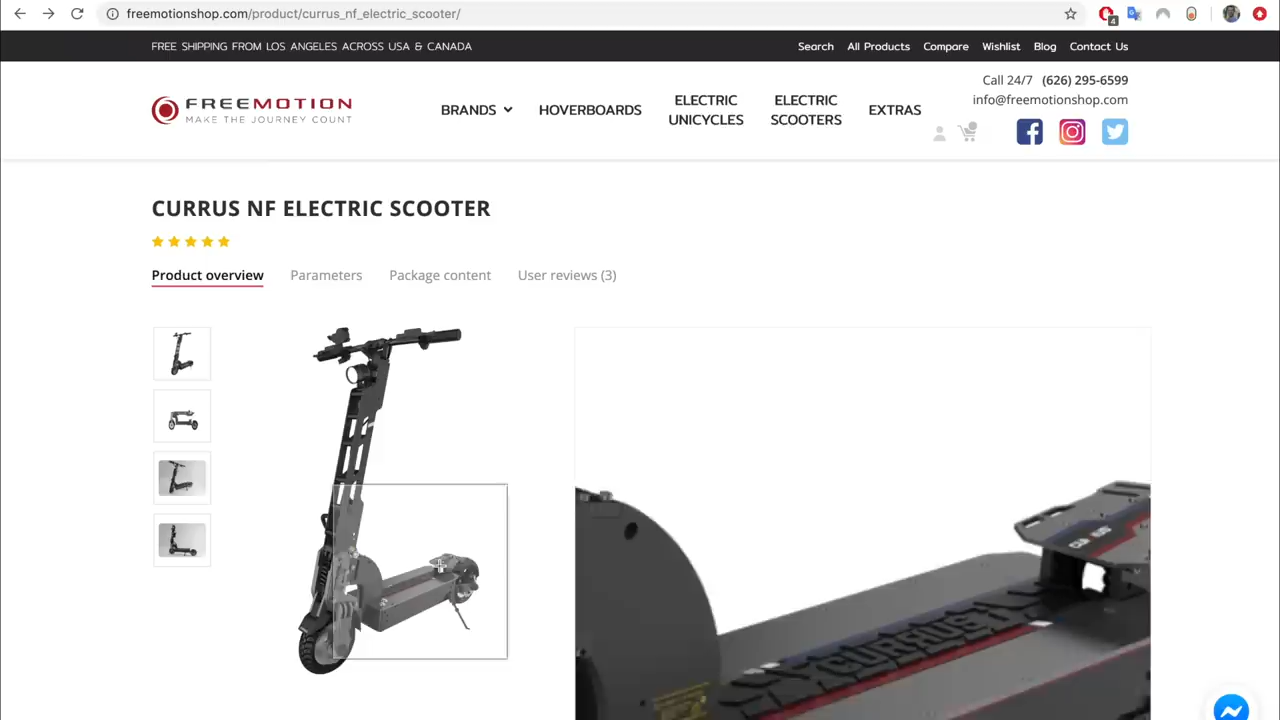 freemotionshop.com/product/currus_nf_electric_scooter/
4
FREE SHIPPING FROM LOS ANGELES ACROSS USA & CANADA
Search All Products Compare Wishlist Blog Contact Us
FREEMOTION
MAKE THE JOURNEY COUNT
BRANDS
HOVERBOARDS
ELECTRIC UNICYCLES
ELECTRIC SCOOTERS
EXTRAS
Call 24/7 (626) 295-6599
info@freemotionshop.com
CURRUS NF ELECTRIC SCOOTER
Product overview Parameters Package content User reviews (3)
CURRUS